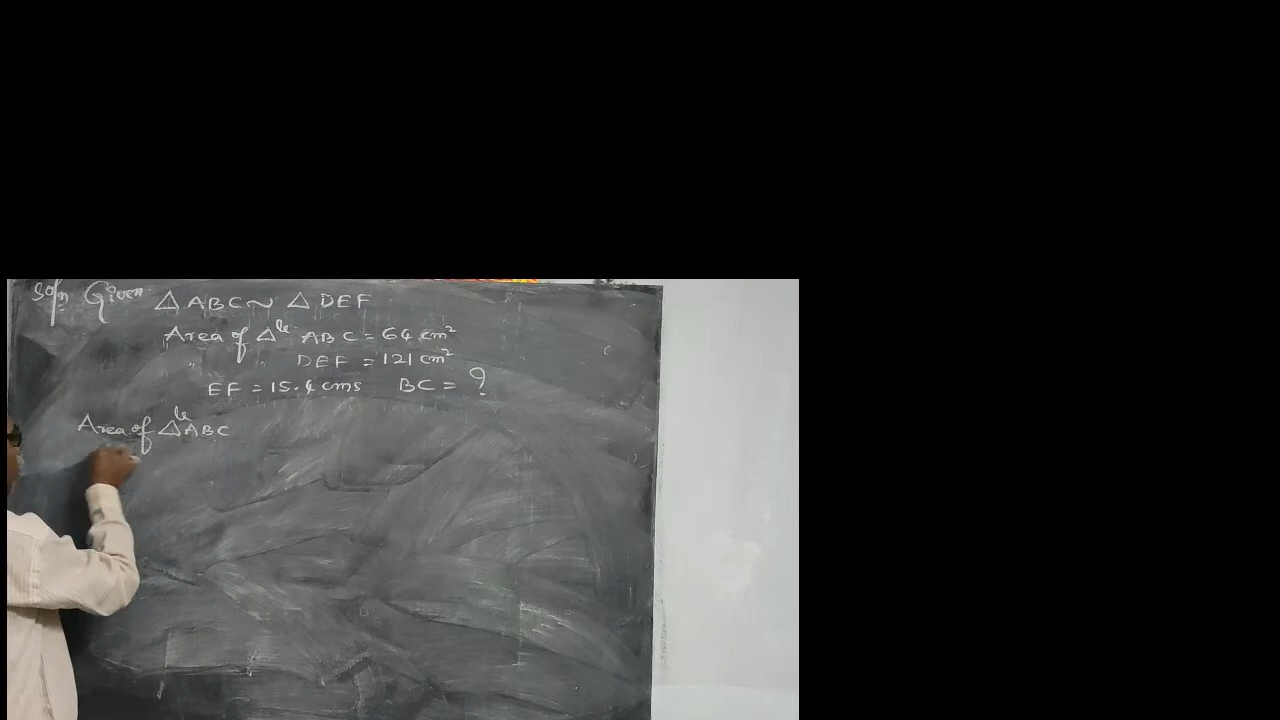 Soln Given △ ABC ~ △ DEF
Area of △le ABC = 64 cm²
" " DEF = 121 cm²
EF = 15.4 cms BC = ?
Area of △le ABC